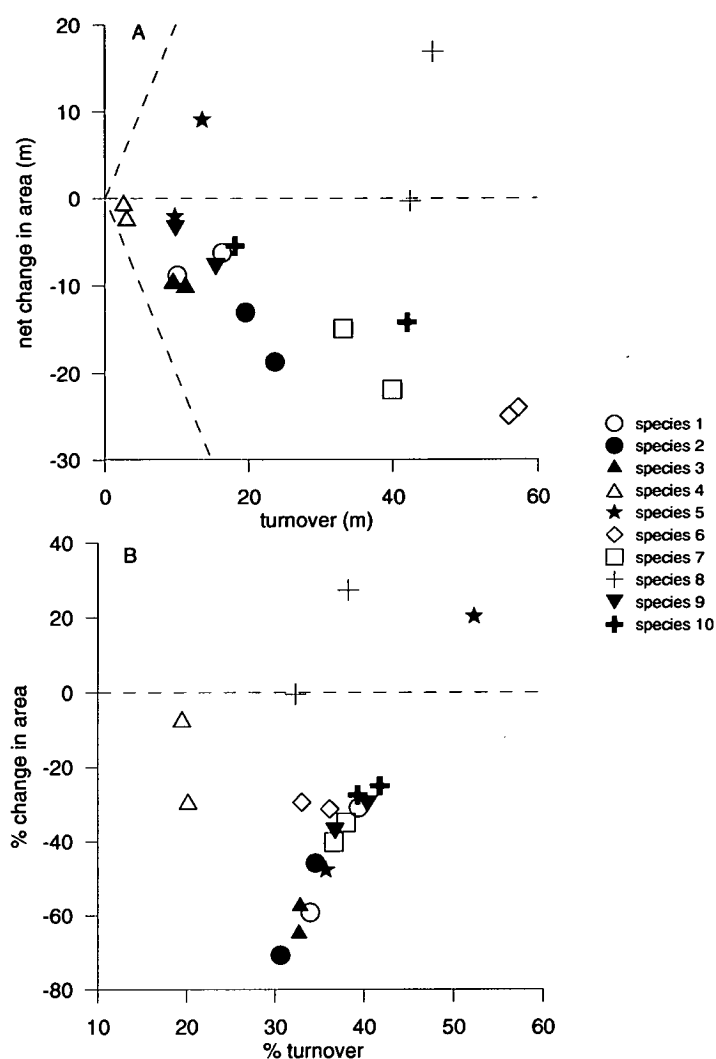 A
20
10
0
-10
-20
-30
net change in area (m)
0
20
40
60
turnover (m)
species 1
species 2
species 3
species 4
species 5
species 6
species 7
species 8
species 9
species 10
B
40
20
0
-20
-40
-60
-80
% change in area
10
20
30
40
50
60
% turnover